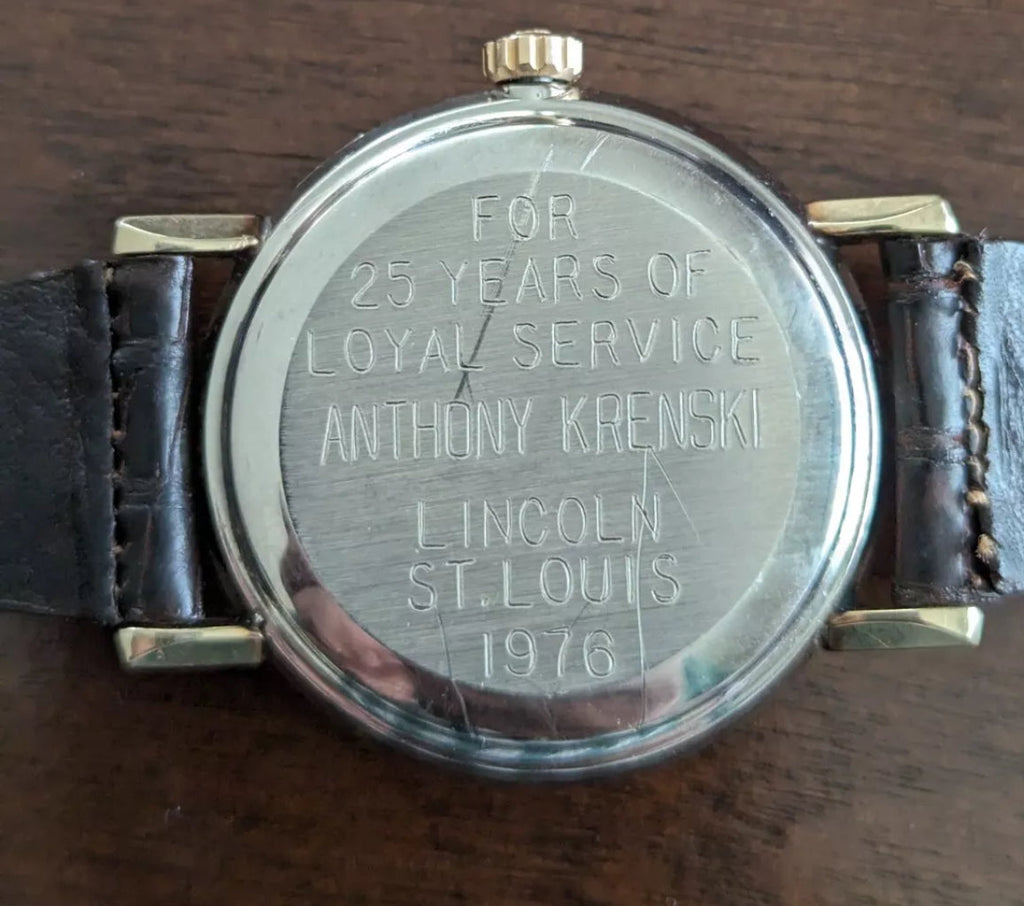 FOR
25 YEARS OF
LOYAL SERVICE
ANTHONY KRENSKI
LINCOLN
ST. LOUIS
1976